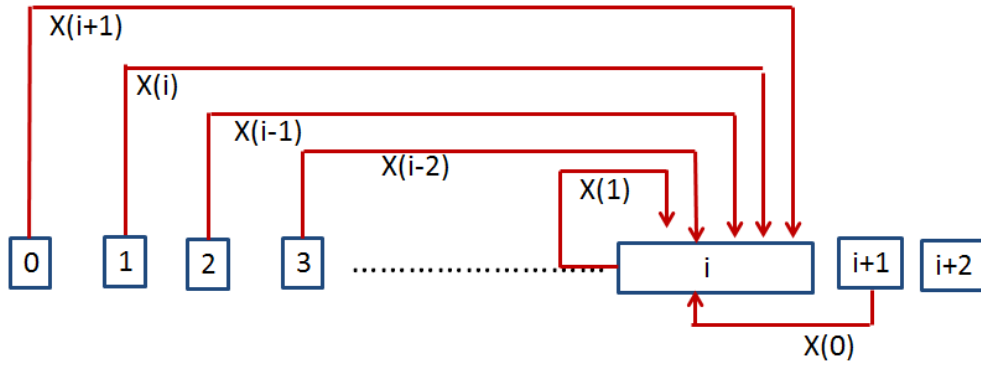 X(i+1)
X(i)
X(i-1)
X(i-2)
X(1)
0 1 2 3 i i+1 i+2
X(0)